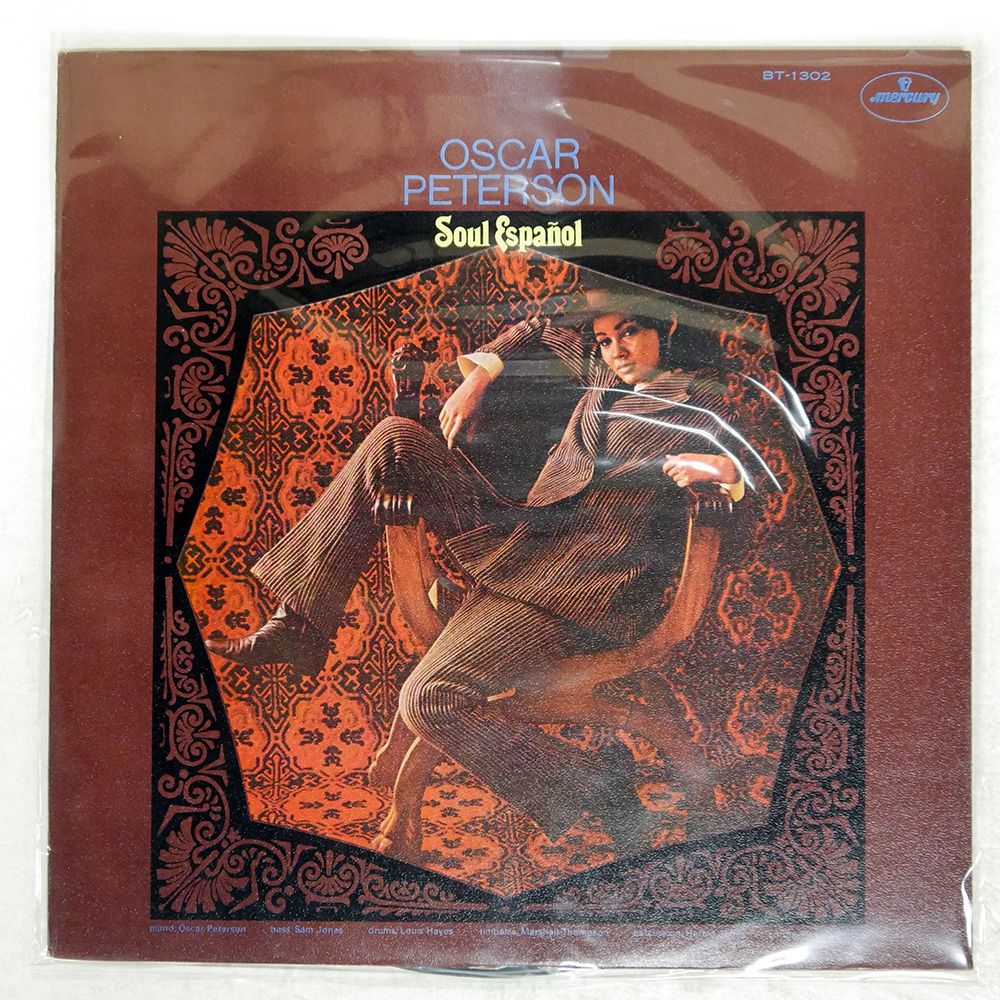 BT-1302
mercury
OSCAR
PETERSON
Soul Español
piano, Oscar Peterson bass, Sam Jones drums, Louis Hayes timbales, Marshall Thompson percussion,